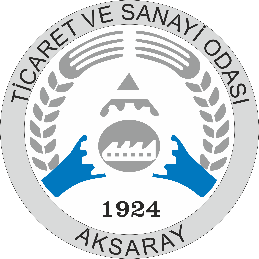 TİCARET VE SANAYİ ODASI
1924
AKSARAY